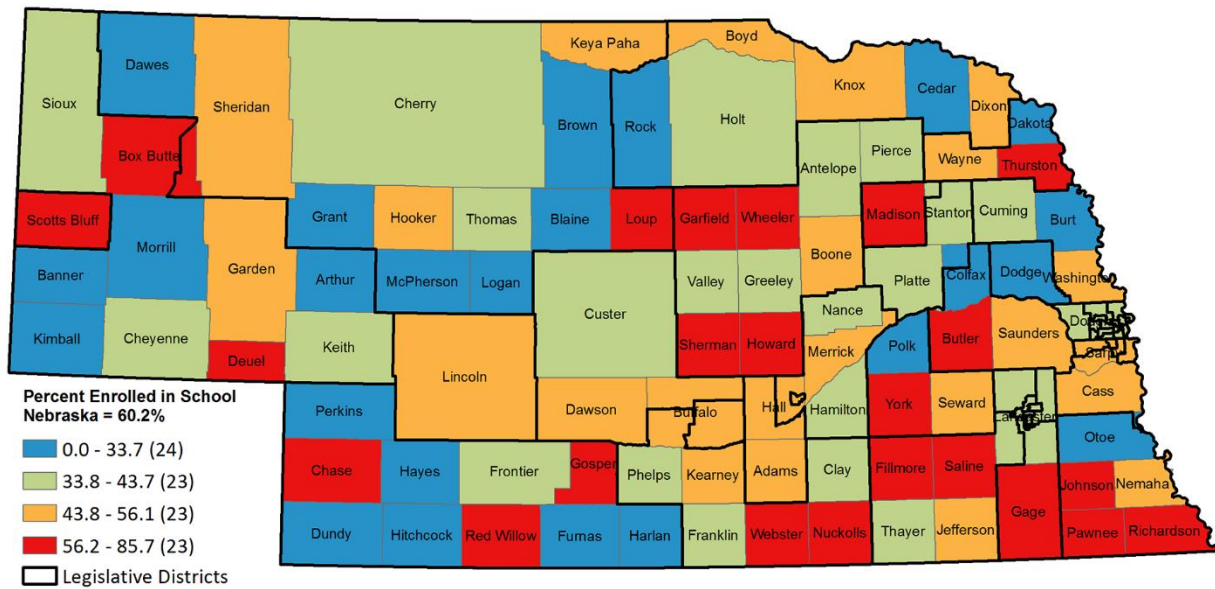 Keya Paha
Boyd
Dawes
Knox
Cedar
Sioux
Sheridan
Cherry
Dixon
Brown
Rock
Holt
Dakota
Box Butte
Antelope
Pierce
Wayne
Thurston
Scotts Bluff
Grant
Hooker
Thomas
Blaine
Loup
Garfield
Wheeler
Madison
Stanton
Cuming
Burt
Morrill
Banner
Garden
Arthur
McPherson
Logan
Boone
Valley
Greeley
Platte
Colfax
Dodge
Washington
Kimball
Cheyenne
Custer
Nance
Douglas
Deuel
Keith
Lincoln
Sherman
Howard
Merrick
Polk
Butler
Saunders
Sarpy
Percent Enrolled in School
Nebraska = 60.2%
0.0 - 33.7 (24)
33.8 - 43.7 (23)
43.8 - 56.1 (23)
56.2 - 85.7 (23)
Legislative Districts
Perkins
Dawson
Buffalo
Hall
Hamilton
York
Seward
Lancaster
Cass
Otoe
Chase
Hayes
Frontier
Gosper
Phelps
Kearney
Adams
Clay
Fillmore
Saline
Johnson
Nemaha
Gage
Dundy
Hitchcock
Red Willow
Furnas
Harlan
Franklin
Webster
Nuckolls
Thayer
Jefferson
Pawnee
Richardson